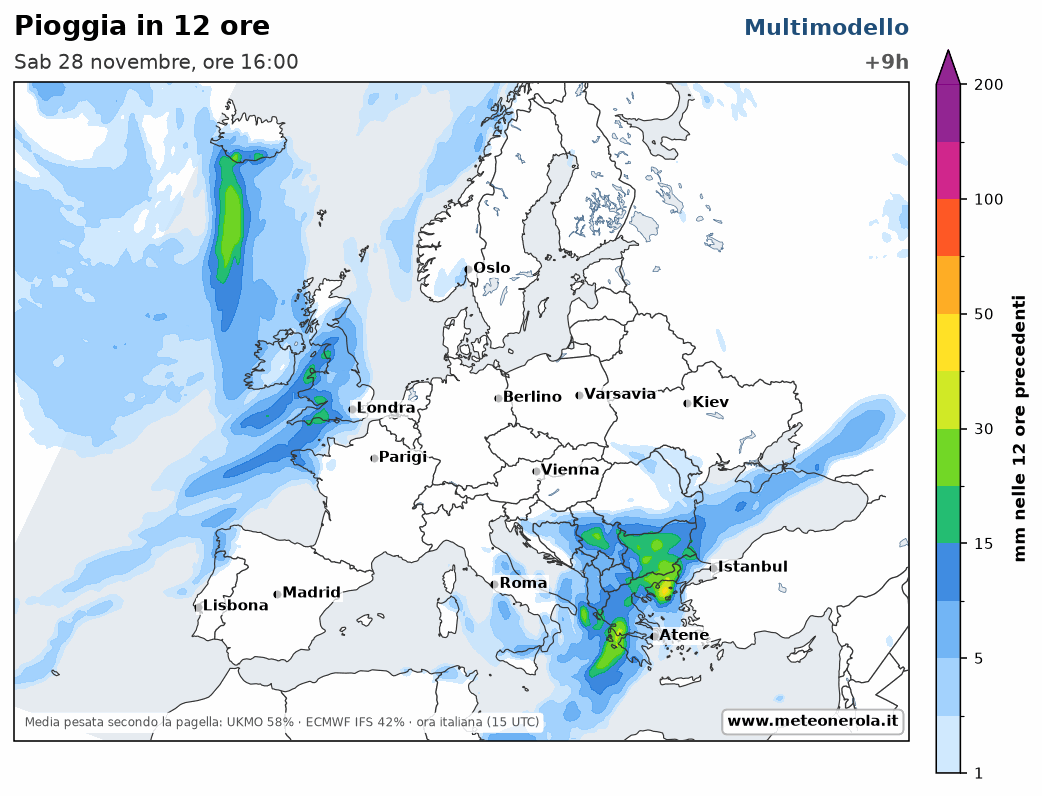 Pioggia in 12 ore
Multimodello
Sab 28 novembre, ore 16:00
+9h
200
100
50
30
15
5
1
mm nelle 12 ore precedenti
Oslo
Berlino
Varsavia
Kiev
Londra
Parigi
Vienna
Istanbul
Roma
Madrid
Lisbona
Atene
Media pesata secondo la pagella: UKMO 58% · ECMWF IFS 42% · ora italiana (15 UTC)
www.meteonerola.it